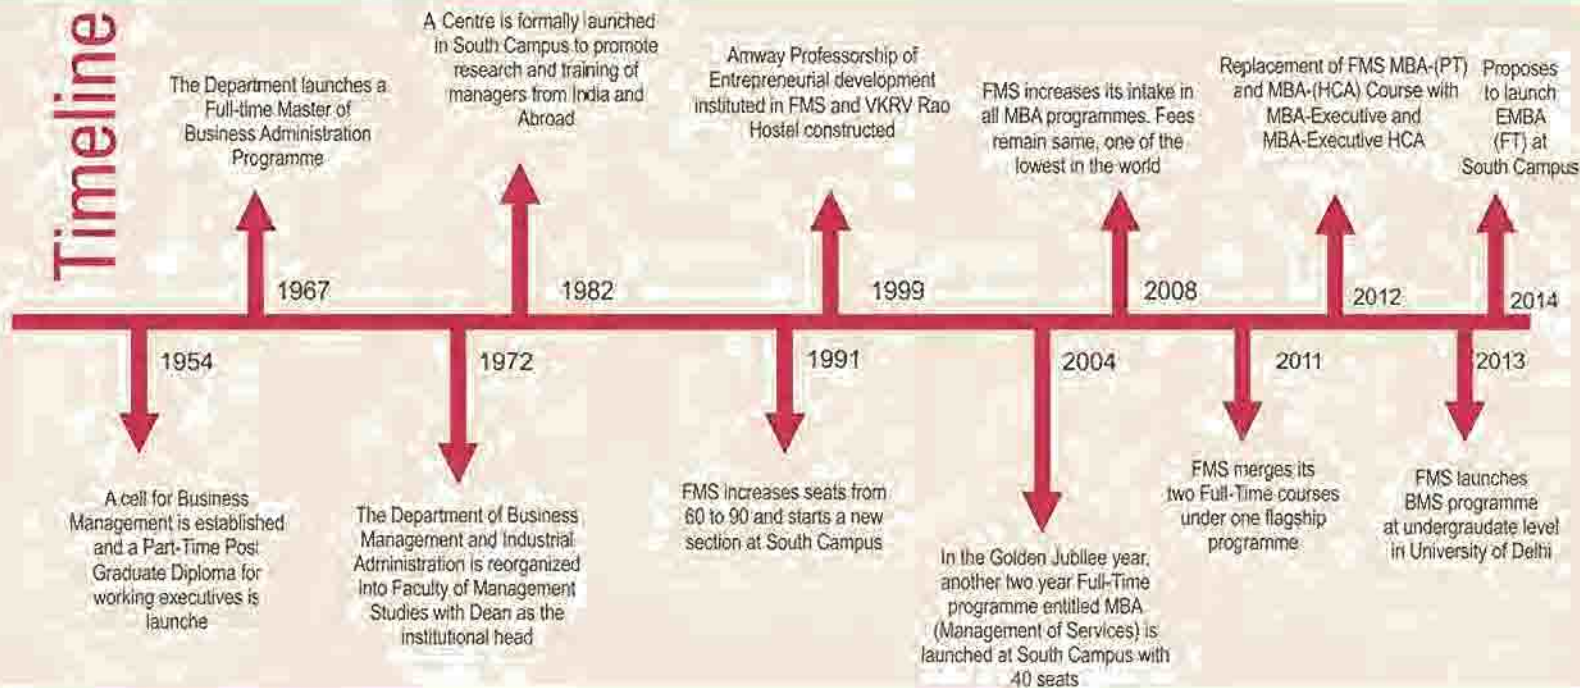 Timeline
The Department launches a
Full-time Master of
Business Administration
Programme
1967
A Centre is formally launched
in South Campus to promote
research and training of
managers from India and
Abroad
1982
Amway Professorship of
Entrepreneurial development
instituted in FMS and VKRV Rao
Hostel constructed
1999
FMS increases its intake in
all MBA programmes. Fees
remain same, one of the
lowest in the world
2008
Replacement of FMS MBA-(PT)
and MBA-(HCA) Course with
MBA-Executive and
MBA-Executive HCA
2012
Proposes
to launch
EMBA
(FT) at
South Campus
2014
1954
A cell for Business
Management is established
and a Part-Time Post
Graduate Diploma for
working executives is
launche
1972
The Department of Business
Management and Industrial
Administration is reorganized
Into Faculty of Management
Studies with Dean as the
institutional head
1991
FMS increases seats from
60 to 90 and starts a new
section at South Campus
2004
In the Golden Jubilee year,
another two year Full-Time
programme entitled MBA
(Management of Services) is
launched at South Campus with
40 seats
2011
FMS merges its
two Full-Time courses
under one flagship
programme
2013
FMS launches
BMS programme
at undergraudate level
in University of Delhi